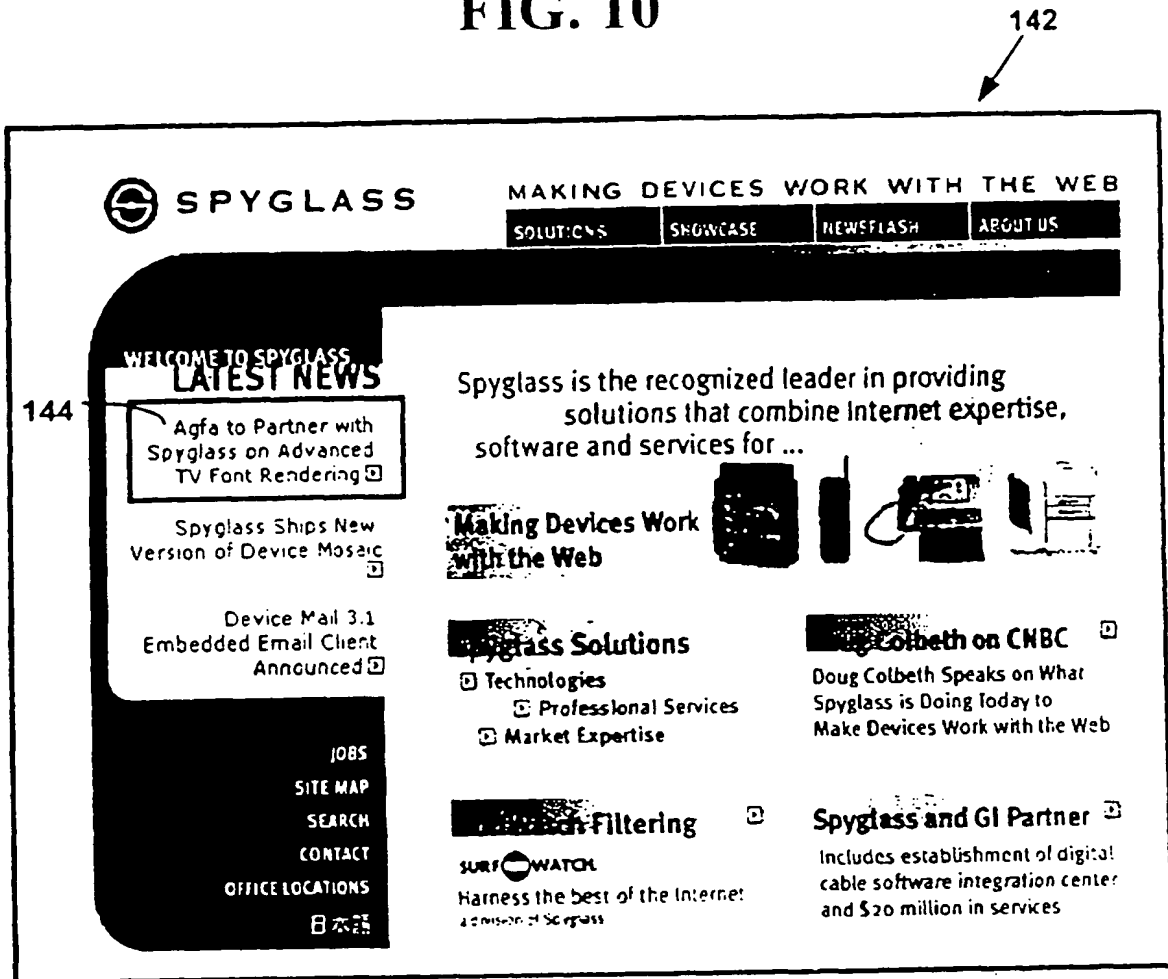 FIG. 10
142
SPYGLASS
MAKING DEVICES WORK WITH THE WEB
SOLUTIONS
SHOWCASE
NEWSFLASH
ABOUT US
WELCOME TO SPYGLASS
LATEST NEWS
144
Agfa to Partner with
Spyglass on Advanced
TV Font Rendering
Spyglass Ships New
Version of Device Mosaic
Device Mail 3.1
Embedded Email Client
Announced
JOBS
SITE MAP
SEARCH
CONTACT
OFFICE LOCATIONS
日本語
Spyglass is the recognized leader in providing
solutions that combine Internet expertise,
software and services for ...
Making Devices Work
with the Web
Spyglass Solutions
Technologies
Professional Services
Market Expertise
Colbeth on CNBC
Doug Colbeth Speaks on What
Spyglass is Doing Today to
Make Devices Work with the Web
Filtering
SURF WATCH
Harness the best of the Internet
a division of Spyglass
Spyglass and GI Partner
Includes establishment of digital
cable software integration center
and $20 million in services